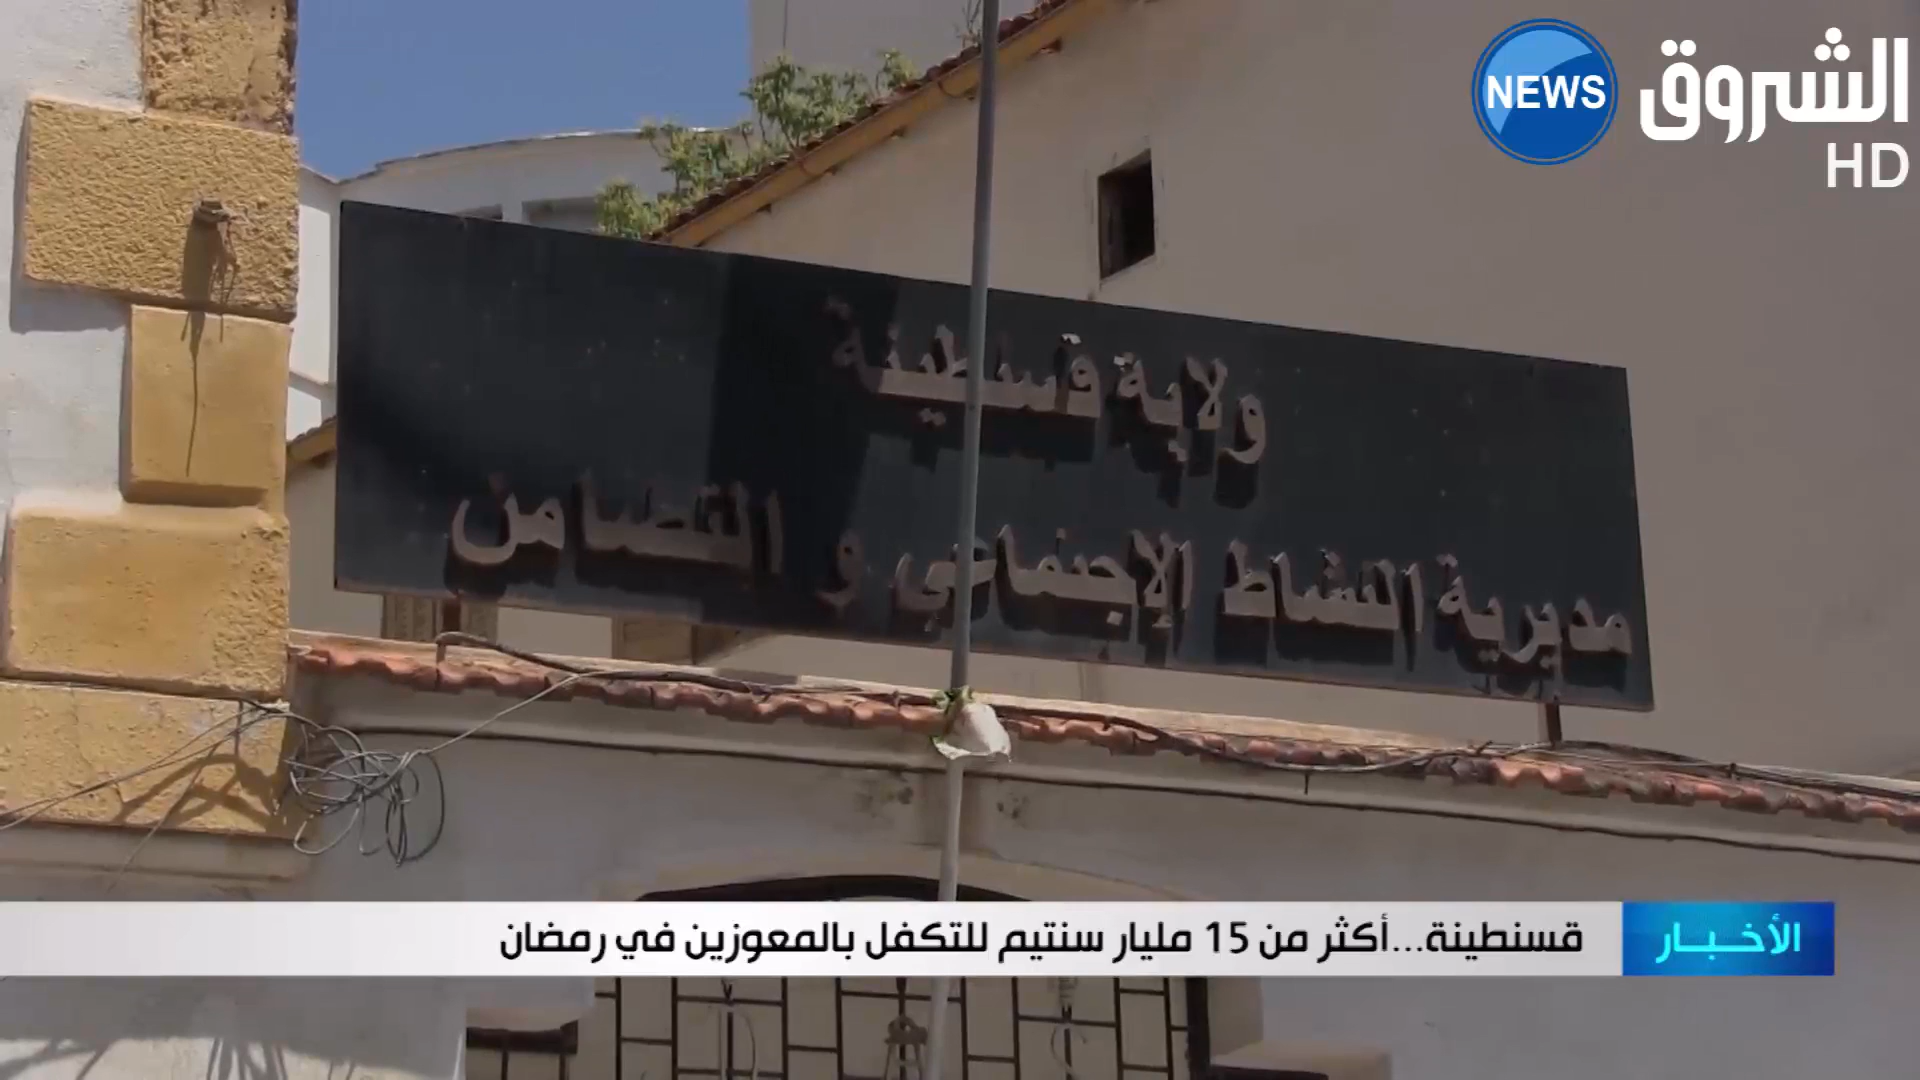 NEWS الشروق
HD
ولاية قسطينة
مديرية النشاط الإجتماعي و التضامن
الأخبار قسنطينة...أكثر من 15 مليار سنتيم للتكفل بالمعوزين في رمضان